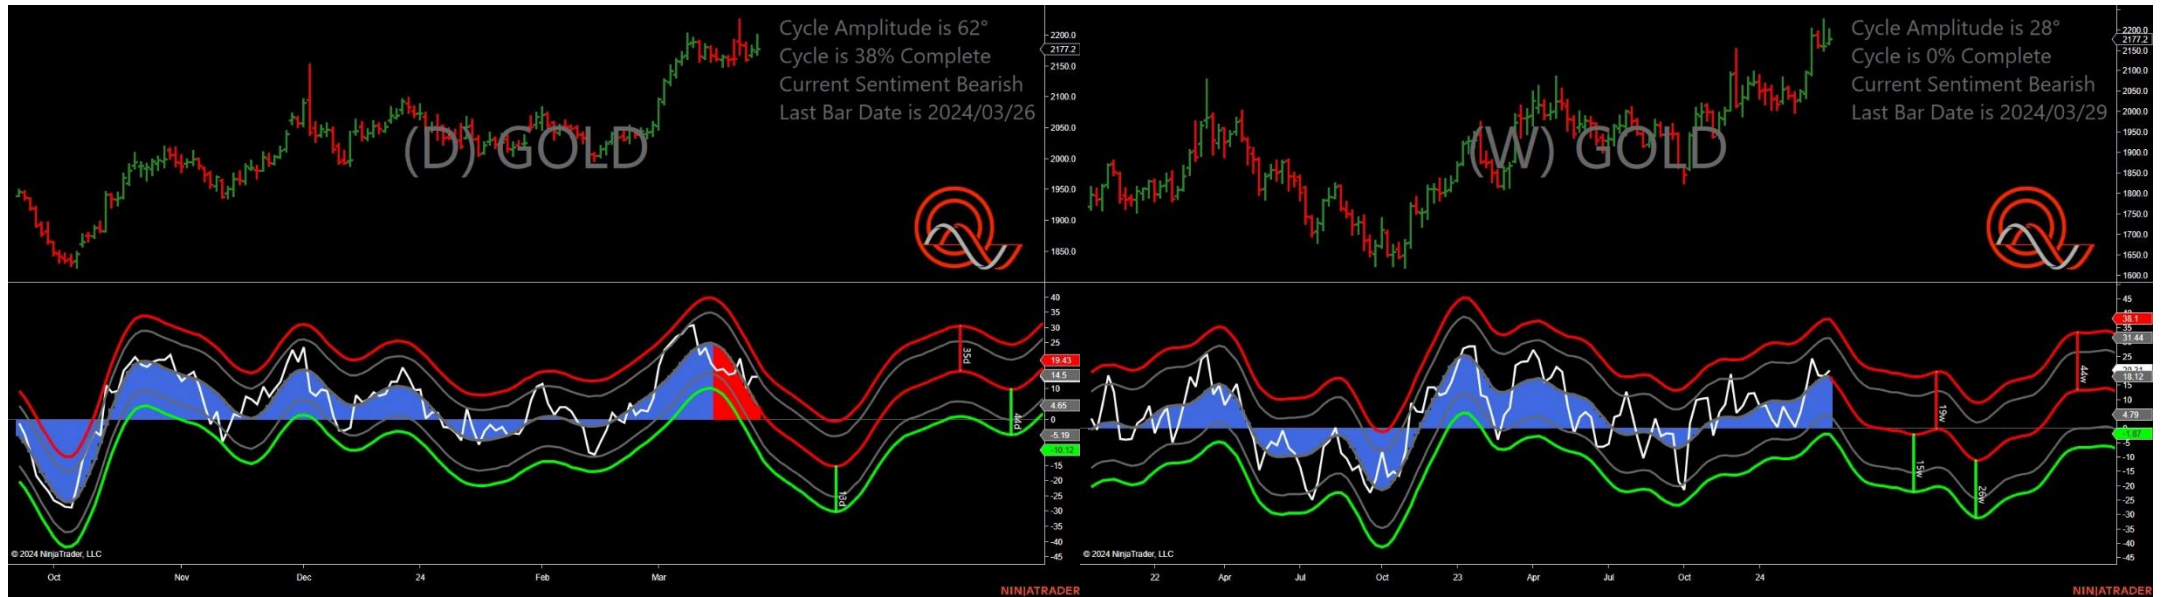 Cycle Amplitude is 62°
Cycle is 38% Complete
Current Sentiment Bearish
Last Bar Date is 2024/03/26
(D) GOLD
2200.0
2177.2
2150.0
2100.0
2050.0
2000.0
1950.0
1900.0
1850.0
40
35
30
25
19.43
14.5
10
4.65
0
-5.19
-10.12
-15
-20
-25
-30
-35
-40
-45
35d
44d
13d
© 2024 NinjaTrader, LLC
Oct
Nov
Dec
24
Feb
Mar
NINJATRADER
Cycle Amplitude is 28°
Cycle is 0% Complete
Current Sentiment Bearish
Last Bar Date is 2024/03/29
(W) GOLD
2200.0
2177.2
2150.0
2100.0
2050.0
2000.0
1950.0
1900.0
1850.0
1800.0
1750.0
1700.0
1650.0
1600.0
45
38.1
35
31.44
25
18.12
15
10
4.79
-1.87
-5
-10
-15
-20
-25
-30
-35
-40
-45
19w
44w
15w
26w
© 2024 NinjaTrader, LLC
22
Apr
Jul
Oct
23
Apr
Jul
Oct
24
NINJATRADER